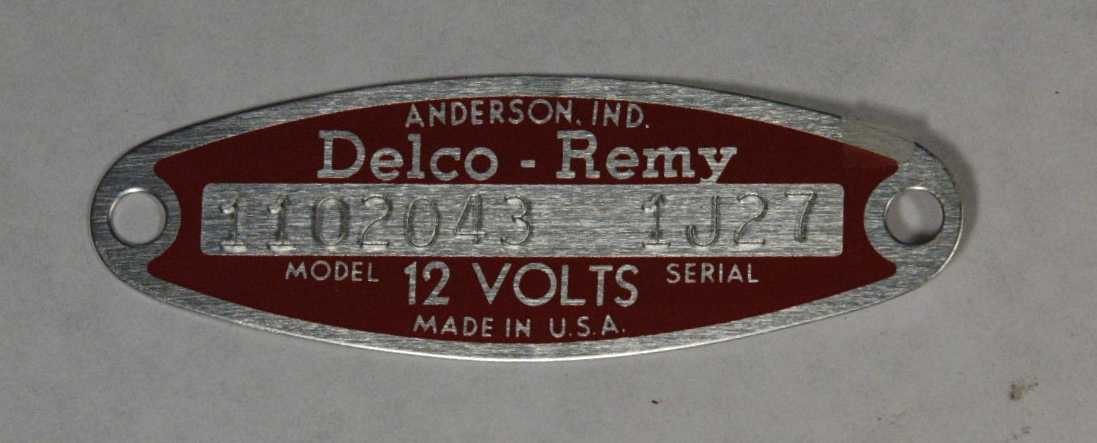 ANDERSON, IND.
Delco - Remy
1102043 1J27
MODEL 12 VOLTS SERIAL
MADE IN U.S.A.